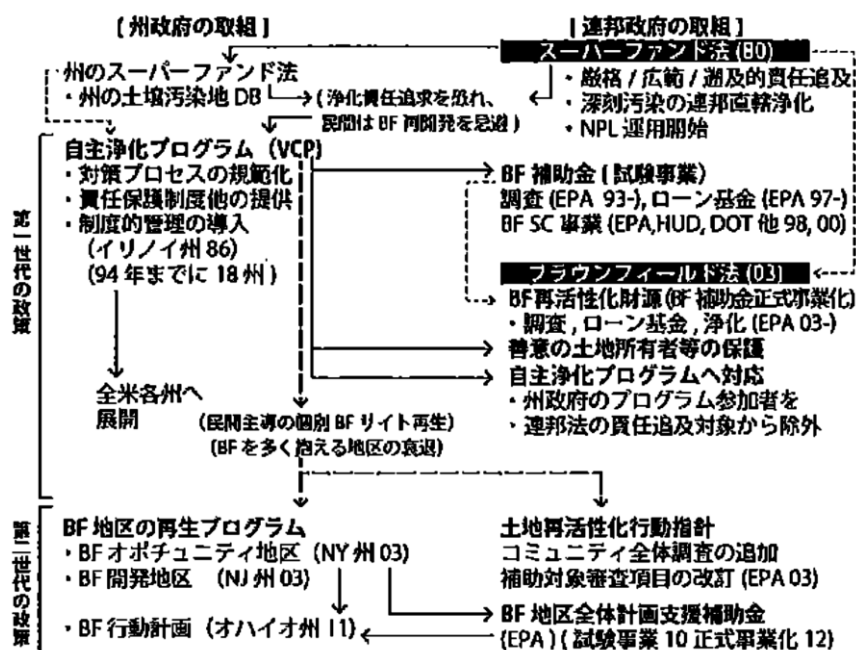 [州政府の取組]
[連邦政府の取組]
スーパーファンド法(80)
・厳格/広範/遡及的責任追及
・深刻汚染の連邦直轄浄化
・NPL運用開始
州のスーパーファンド法
・州の土壌汚染地DB
(浄化責任追求を恐れ、
民間はBF再開発を忌避)
第一世代の政策
自主浄化プログラム(VCP)
・対策プロセスの規範化
・責任保護制度他の提供
・制度的管理の導入
(イリノイ州86)
(94年までに18州)
全米各州へ
展開
BF補助金(試験事業)
調査(EPA 93-),ローン基金(EPA 97-)
BF SC事業(EPA,HUD,DOT他98,00)
ブラウンフィールド法(03)
BF再活性化財源(BF補助金正式事業化)
・調査,ローン基金,浄化(EPA 03-)
善意の土地所有者等の保護
自主浄化プログラムへ対応
・州政府のプログラム参加者を
・連邦法の責任追及対象から除外
(民間主導の個別BFサイト再生)
(BFを多く抱える地区の衰退)
第二世代の政策
BF地区の再生プログラム
・BFオポチュニティ地区(NY州03)
・BF開発地区(NJ州03)
・BF行動計画(オハイオ州11)
土地再活性化行動指針
コミュニティ全体調査の追加
補助対象審査項目の改訂(EPA 03)
BF地区全体計画支援補助金
(EPA)(試験事業10正式事業化12)